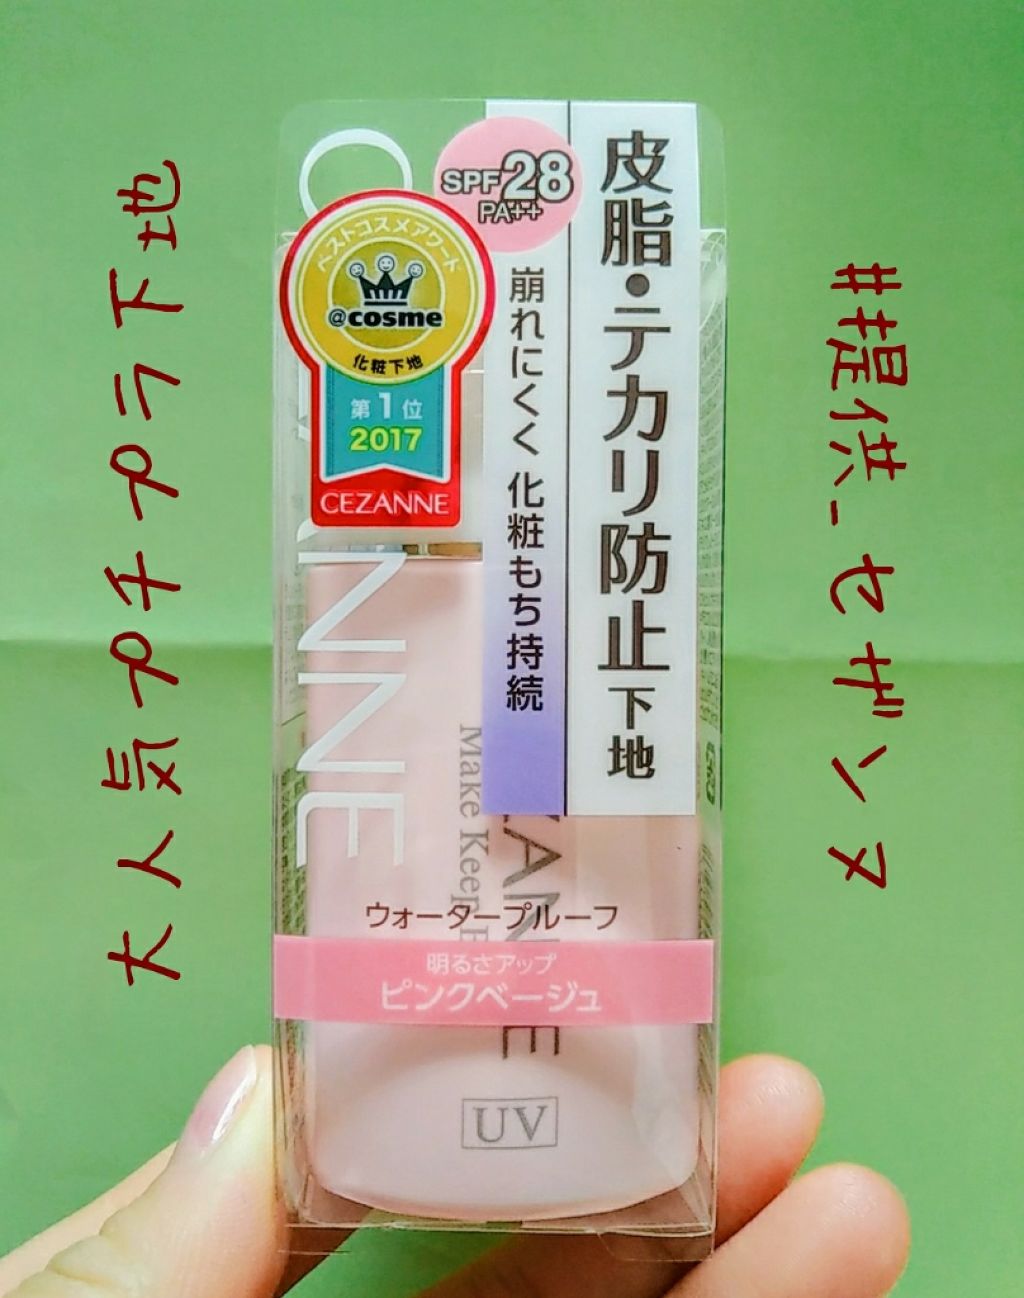 大人気プチプラ下地
#提供_セザンヌ
皮脂・テカリ防止下地
崩れにくく 化粧もち持続
SPF28
PA++
ベストコスメアワード
@cosme
化粧下地
第1位
2017
CEZANNE
Make Keep
ウォータープルーフ
明るさアップ
ピンクベージュ
UV